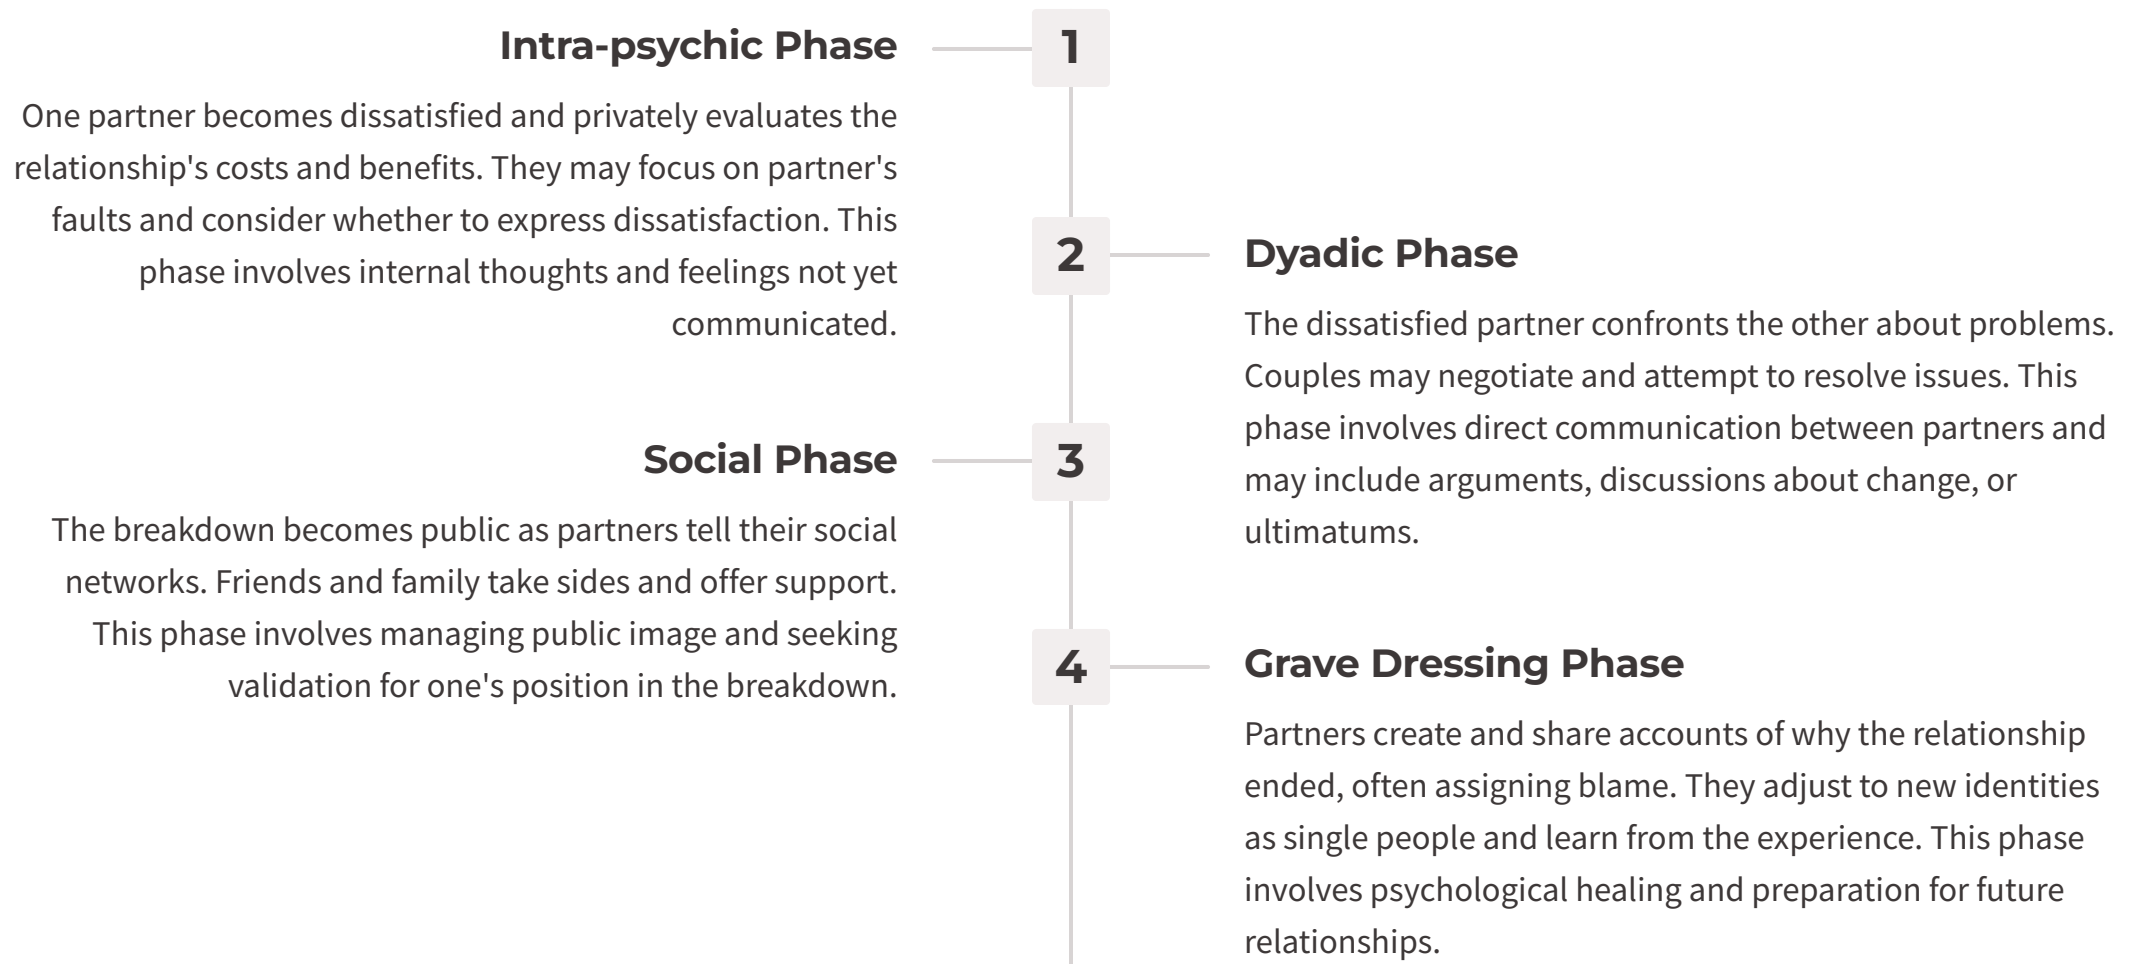 Intra-psychic Phase
1
One partner becomes dissatisfied and privately evaluates the
relationship's costs and benefits. They may focus on partner's
faults and consider whether to express dissatisfaction. This
phase involves internal thoughts and feelings not yet
communicated.
2
Dyadic Phase
The dissatisfied partner confronts the other about problems.
Couples may negotiate and attempt to resolve issues. This
phase involves direct communication between partners and
may include arguments, discussions about change, or
ultimatums.
Social Phase
3
The breakdown becomes public as partners tell their social
networks. Friends and family take sides and offer support.
This phase involves managing public image and seeking
validation for one's position in the breakdown.
4
Grave Dressing Phase
Partners create and share accounts of why the relationship
ended, often assigning blame. They adjust to new identities
as single people and learn from the experience. This phase
involves psychological healing and preparation for future
relationships.